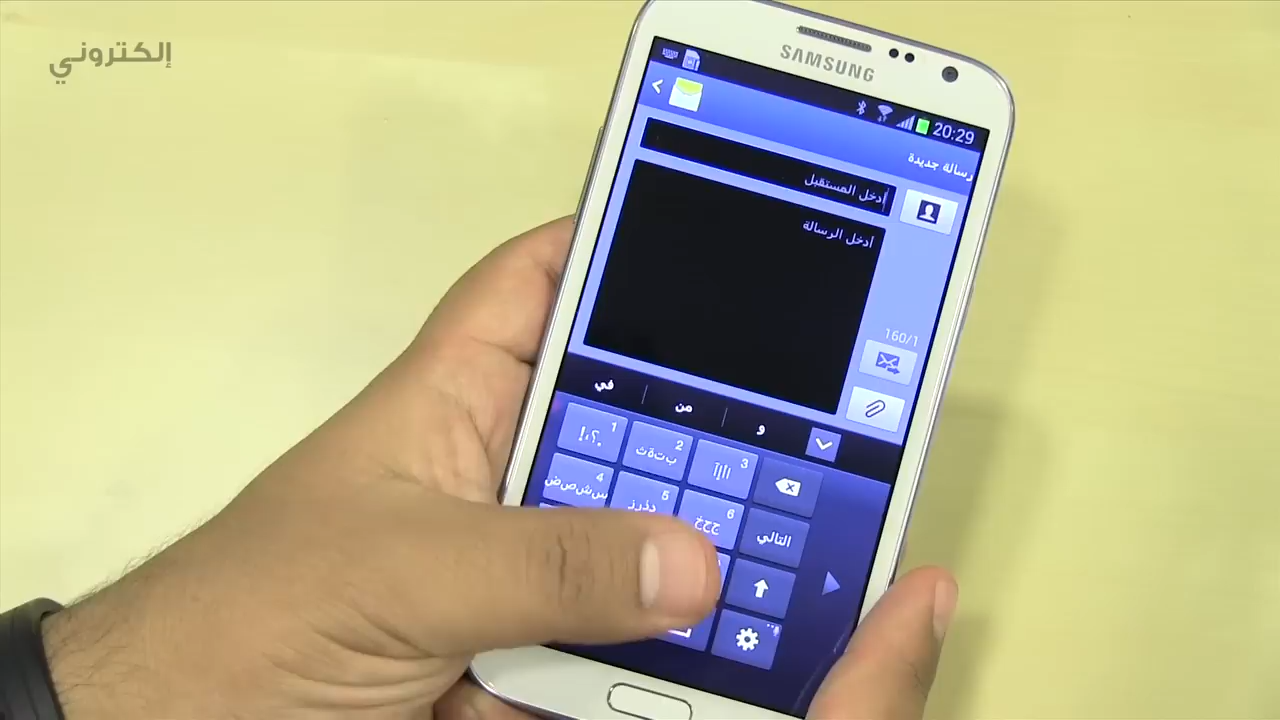 إلكتروني
SAMSUNG
20:29
رسالة جديدة
أدخل المستقبل
أدخل الرسالة
160/1
في
من
و
1 .؟،!
2 ب ت ة ث
3 ا إ أ آ
4 س ش ص ض
5 د ذ ر ز
6 ج ح خ
التالي